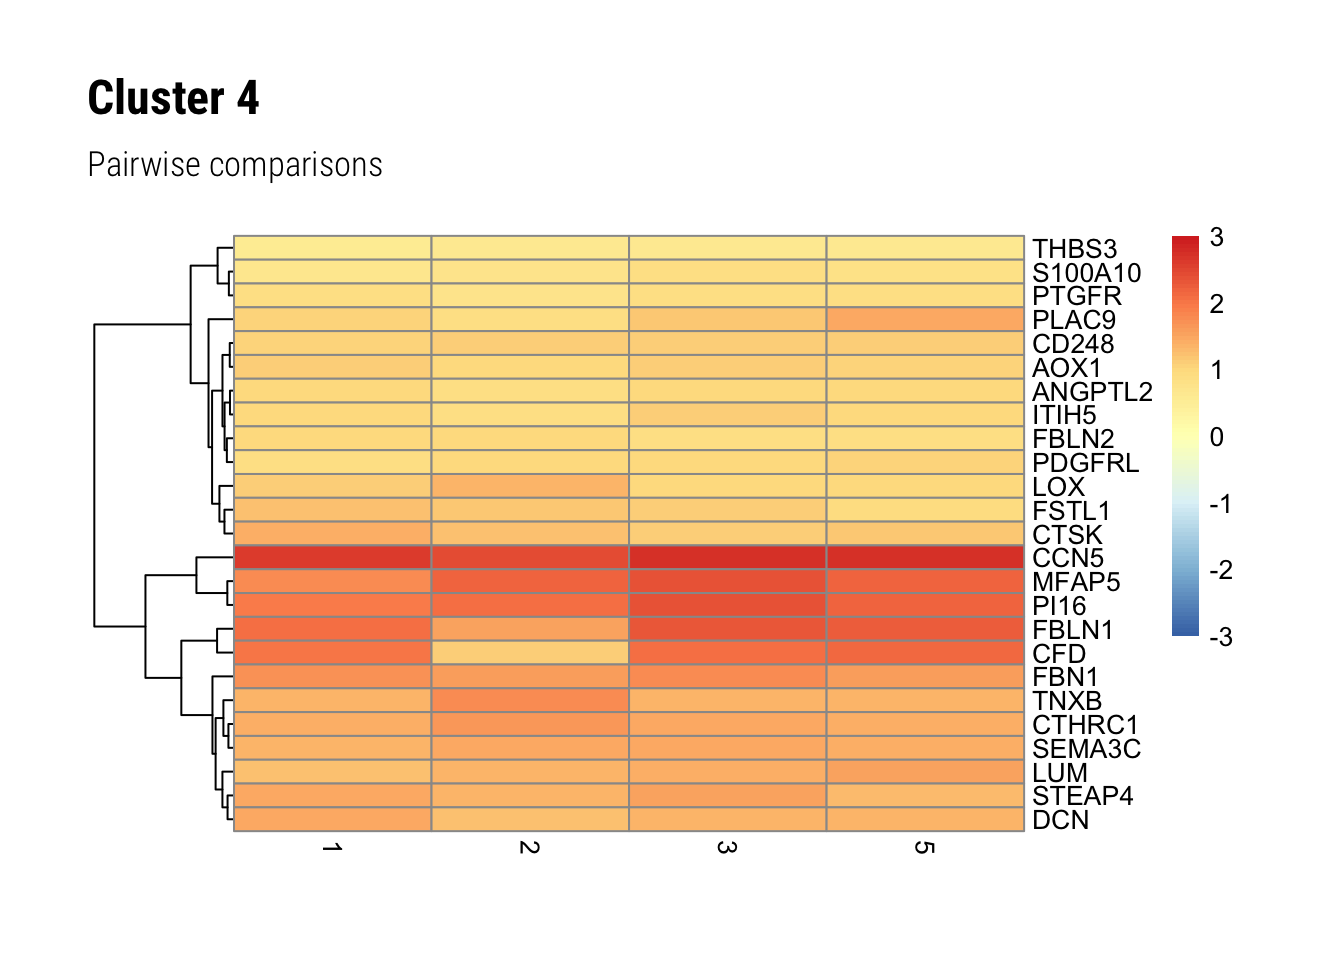 Cluster 4
Pairwise comparisons
THBS3
S100A10
PTGFR
PLAC9
CD248
AOX1
ANGPTL2
ITIH5
FBLN2
PDGFRL
LOX
FSTL1
CTSK
CCN5
MFAP5
PI16
FBLN1
CFD
FBN1
TNXB
CTHRC1
SEMA3C
LUM
STEAP4
DCN
3
2
1
0
-1
-2
-3
1
2
3
5